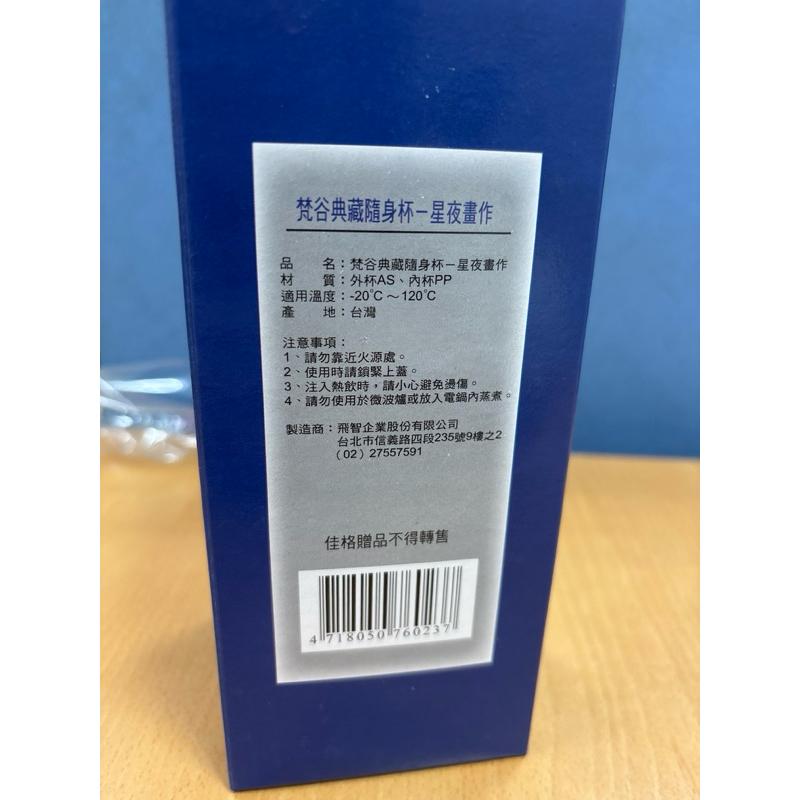 梵谷典藏隨身杯－星夜畫作
品　　名：梵谷典藏隨身杯－星夜畫作
材　　質：外杯AS、內杯PP
適用溫度：-20°C～120°C
產　　地：台灣
注意事項：
1、請勿靠近火源處。
2、使用時請鎖緊上蓋。
3、注入熱飲時，請小心避免燙傷。
4、請勿使用於微波爐或放入電鍋內蒸煮。
製造商：飛智企業股份有限公司
台北市信義路四段235號9樓之2
（02）27557591
佳格贈品不得轉售
4 718050 760237